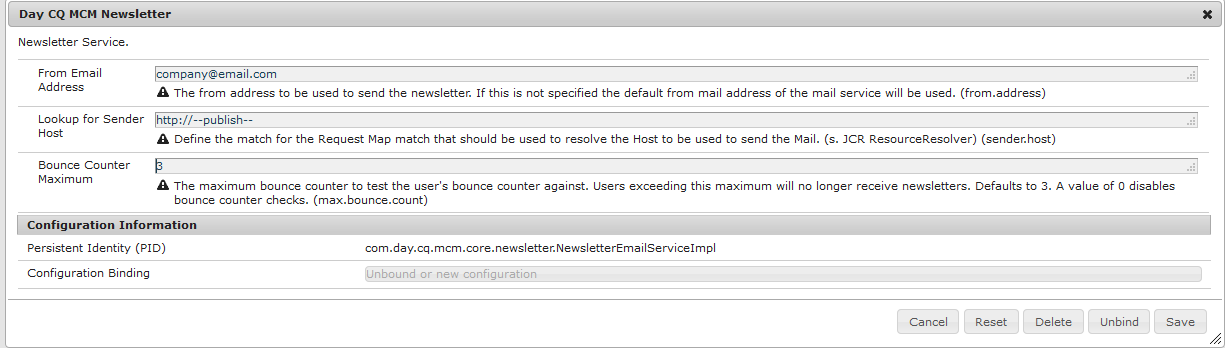 Day CQ MCM Newsletter
Newsletter Service.
From Email
Address
company@email.com
The from address to be used to send the newsletter. If this is not specified the default from mail address of the mail service will be used. (from.address)
Lookup for Sender
Host
http://--publish--
Define the match for the Request Map match that should be used to resolve the Host to be used to send the Mail. (s. JCR ResourceResolver) (sender.host)
Bounce Counter
Maximum
3
The maximum bounce counter to test the user's bounce counter against. Users exceeding this maximum will no longer receive newsletters. Defaults to 3. A value of 0 disables
bounce counter checks. (max.bounce.count)
Configuration Information
Persistent Identity (PID)
com.day.cq.mcm.core.newsletter.NewsletterEmailServiceImpl
Configuration Binding
Unbound or new configuration
Cancel Reset Delete Unbind Save